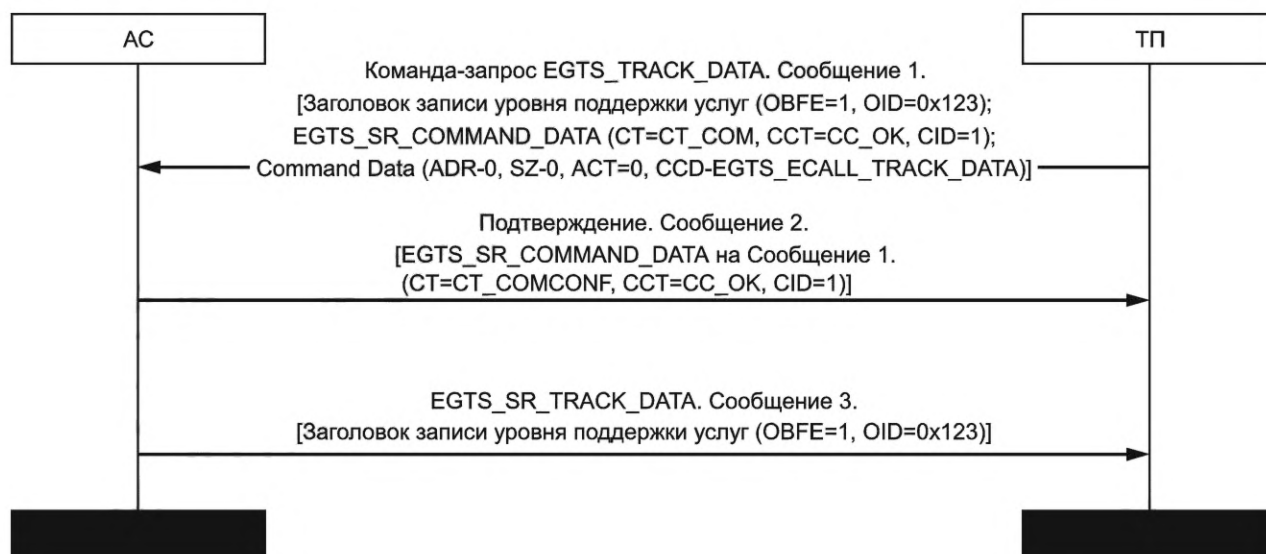 АС
ТП
Команда-запрос EGTS_TRACK_DATA. Сообщение 1.
[Заголовок записи уровня поддержки услуг (OBFE=1, OID=0x123);
EGTS_SR_COMMAND_DATA (CT=CT_COM, CCT=CC_OK, CID=1);
Command Data (ADR-0, SZ-0, ACT=0, CCD-EGTS_ECALL_TRACK_DATA)]
Подтверждение. Сообщение 2.
[EGTS_SR_COMMAND_DATA на Сообщение 1.
(CT=CT_COMCONF, CCT=CC_OK, CID=1)]
EGTS_SR_TRACK_DATA. Сообщение 3.
[Заголовок записи уровня поддержки услуг (OBFE=1, OID=0x123)]